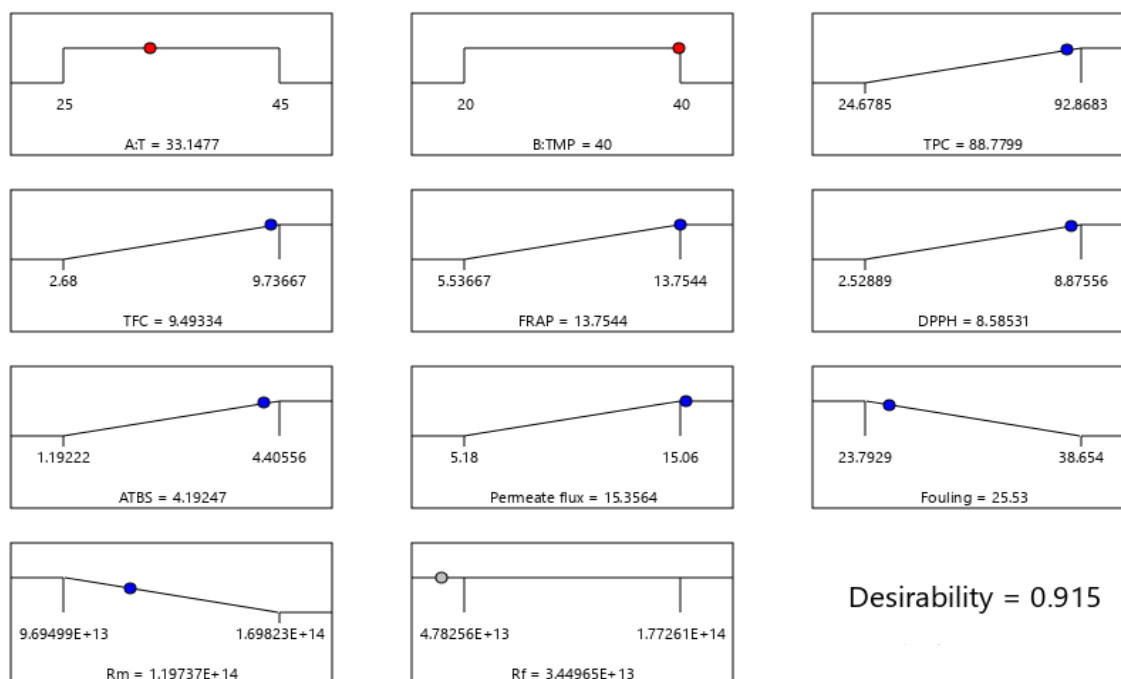 25 45
A:T = 33.1477
20 40
B:TMP = 40
24.6785 92.8683
TPC = 88.7799
2.68 9.73667
TFC = 9.49334
5.53667 13.7544
FRAP = 13.7544
2.52889 8.87556
DPPH = 8.58531
1.19222 4.40556
ATBS = 4.19247
5.18 15.06
Permeate flux = 15.3564
23.7929 38.654
Fouling = 25.53
9.69499E+13 1.69823E+14
Rm = 1.19737E+14
4.78256E+13 1.77261E+14
Rf = 3.44965E+13
Desirability = 0.915